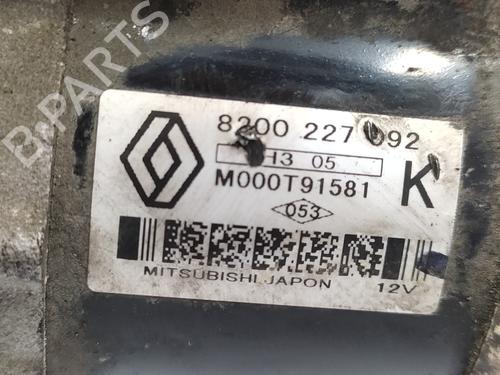 B-PARTS
8200 227 092
H3 05
M000T91581
K
053
MITSUBISHI JAPON
12V